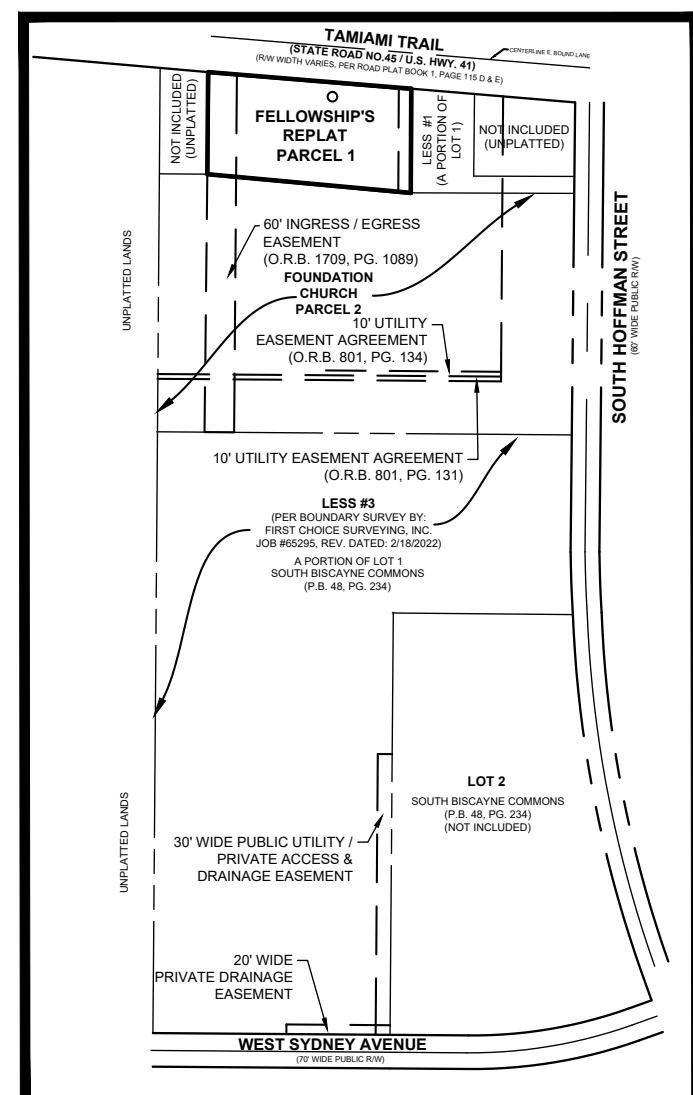 TAMIAMI TRAIL
(STATE ROAD NO.45 / U.S. HWY. 41)
(R/W WIDTH VARIES, PER ROAD PLAT BOOK 1, PAGE 115 D & E)
CENTERLINE E. BOUND LANE
NOT INCLUDED
(UNPLATTED)
FELLOWSHIP'S
REPLAT
PARCEL 1
LESS #1
(A PORTION OF
LOT 1)
NOT INCLUDED
(UNPLATTED)
SOUTH HOFFMAN STREET
(60' WIDE PUBLIC R/W)
UNPLATTED LANDS
60' INGRESS / EGRESS
EASEMENT
(O.R.B. 1709, PG. 1089)
FOUNDATION
CHURCH
PARCEL 2
10' UTILITY
EASEMENT AGREEMENT
(O.R.B. 801, PG. 134)
10' UTILITY EASEMENT AGREEMENT
(O.R.B. 801, PG. 131)
LESS #3
(PER BOUNDARY SURVEY BY:
FIRST CHOICE SURVEYING, INC.
JOB #65295, REV. DATED: 2/18/2022)
A PORTION OF LOT 1
SOUTH BISCAYNE COMMONS
(P.B. 48, PG. 234)
LOT 2
SOUTH BISCAYNE COMMONS
(P.B. 48, PG. 234)
(NOT INCLUDED)
UNPLATTED LANDS
30' WIDE PUBLIC UTILITY /
PRIVATE ACCESS &
DRAINAGE EASEMENT
20' WIDE
PRIVATE DRAINAGE
EASEMENT
WEST SYDNEY AVENUE
(70' WIDE PUBLIC R/W)